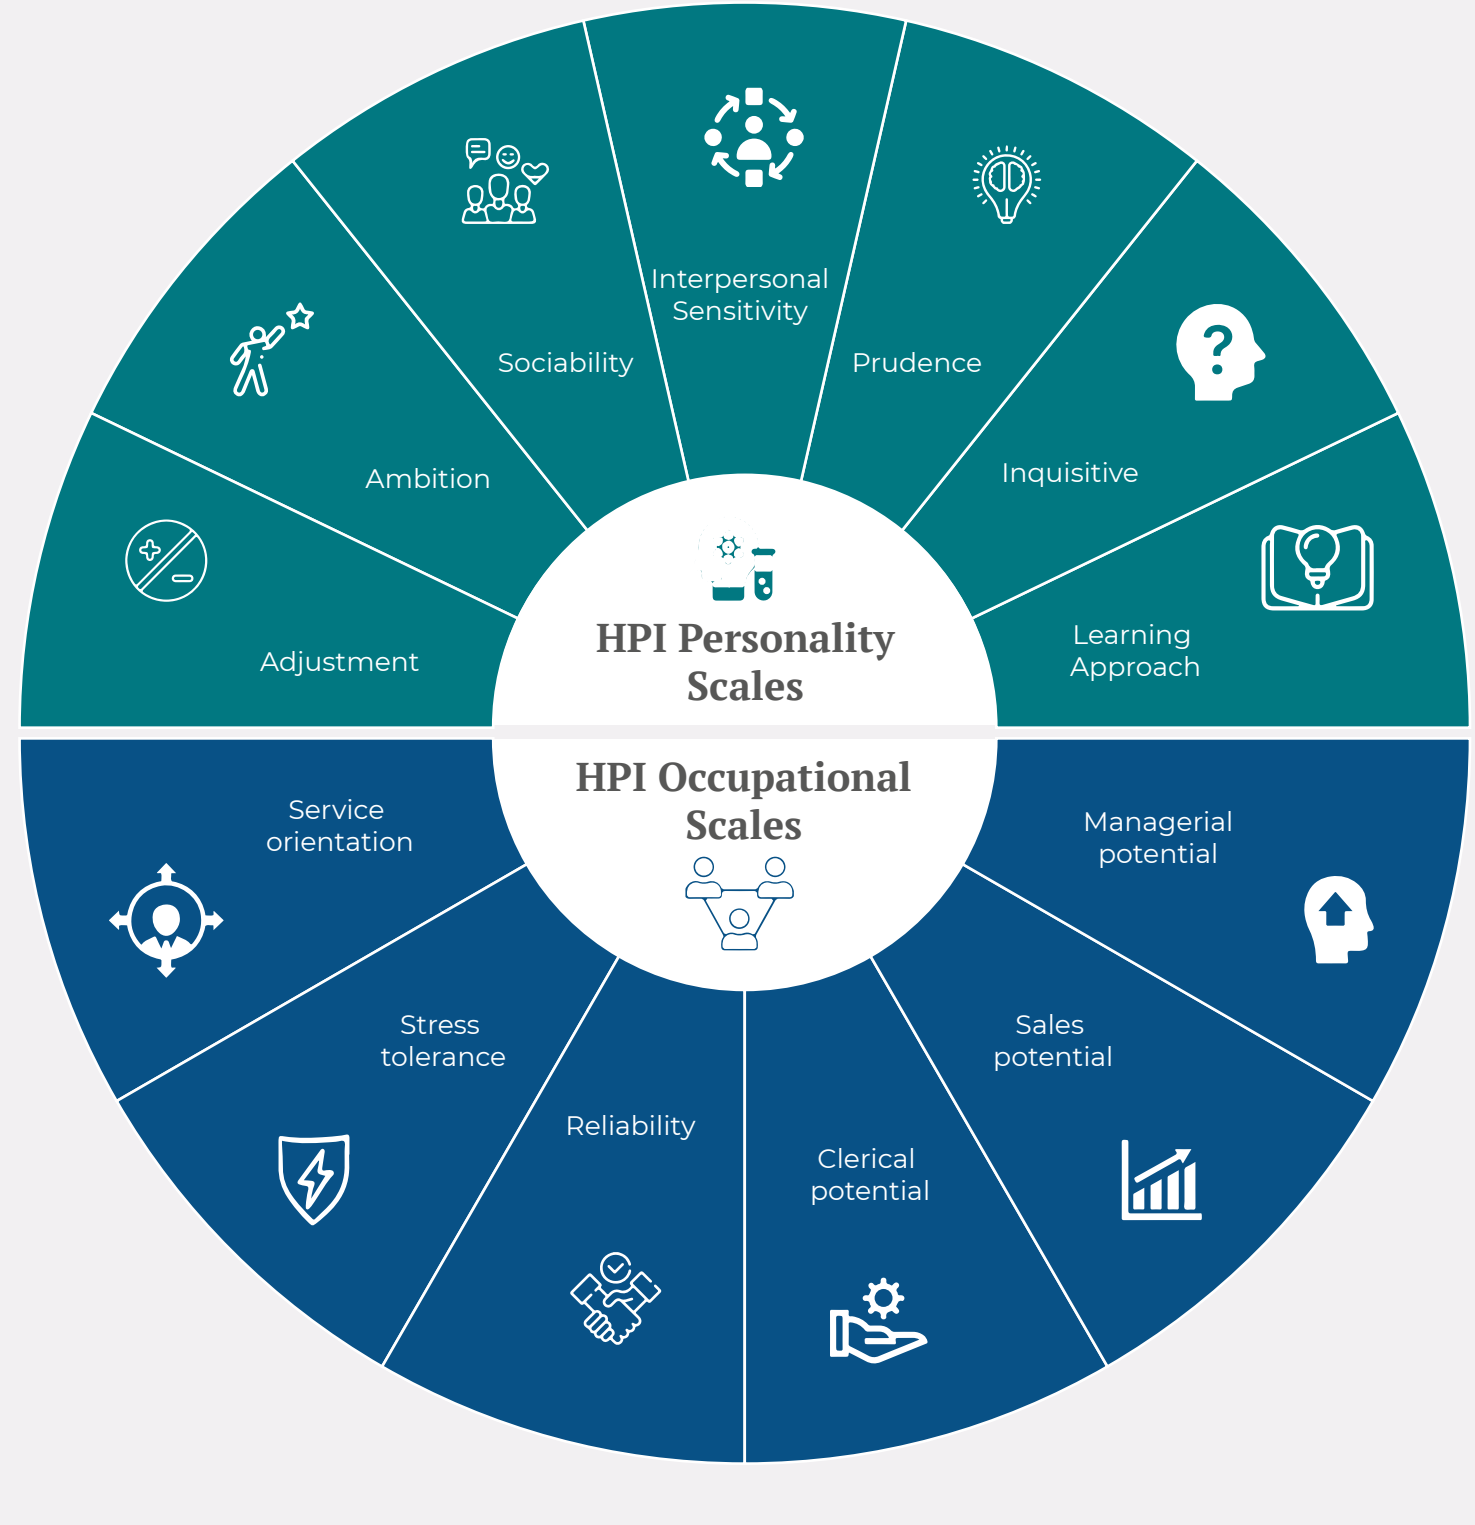 Interpersonal
Sensitivity
Sociability
Prudence
Ambition
Inquisitive
Adjustment
Learning
Approach
HPI Personality
Scales
HPI Occupational
Scales
Service
orientation
Managerial
potential
Stress
tolerance
Sales
potential
Reliability
Clerical
potential